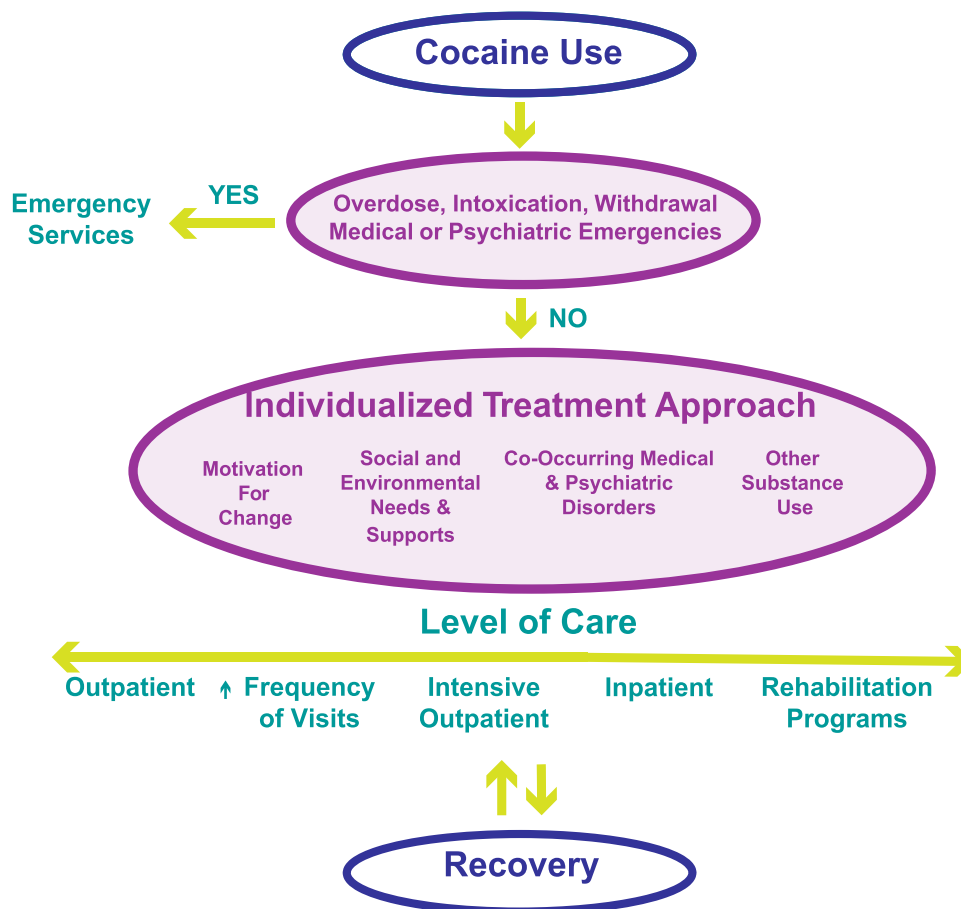 Cocaine Use
YES
Emergency
Services
Overdose, Intoxication, Withdrawal
Medical or Psychiatric Emergencies
NO
Individualized Treatment Approach
Motivation
For
Change
Social and
Environmental
Needs &
Supports
Co-Occurring Medical
& Psychiatric
Disorders
Other
Substance
Use
Level of Care
Outpatient
Frequency
of Visits
Intensive
Outpatient
Inpatient
Rehabilitation
Programs
Recovery